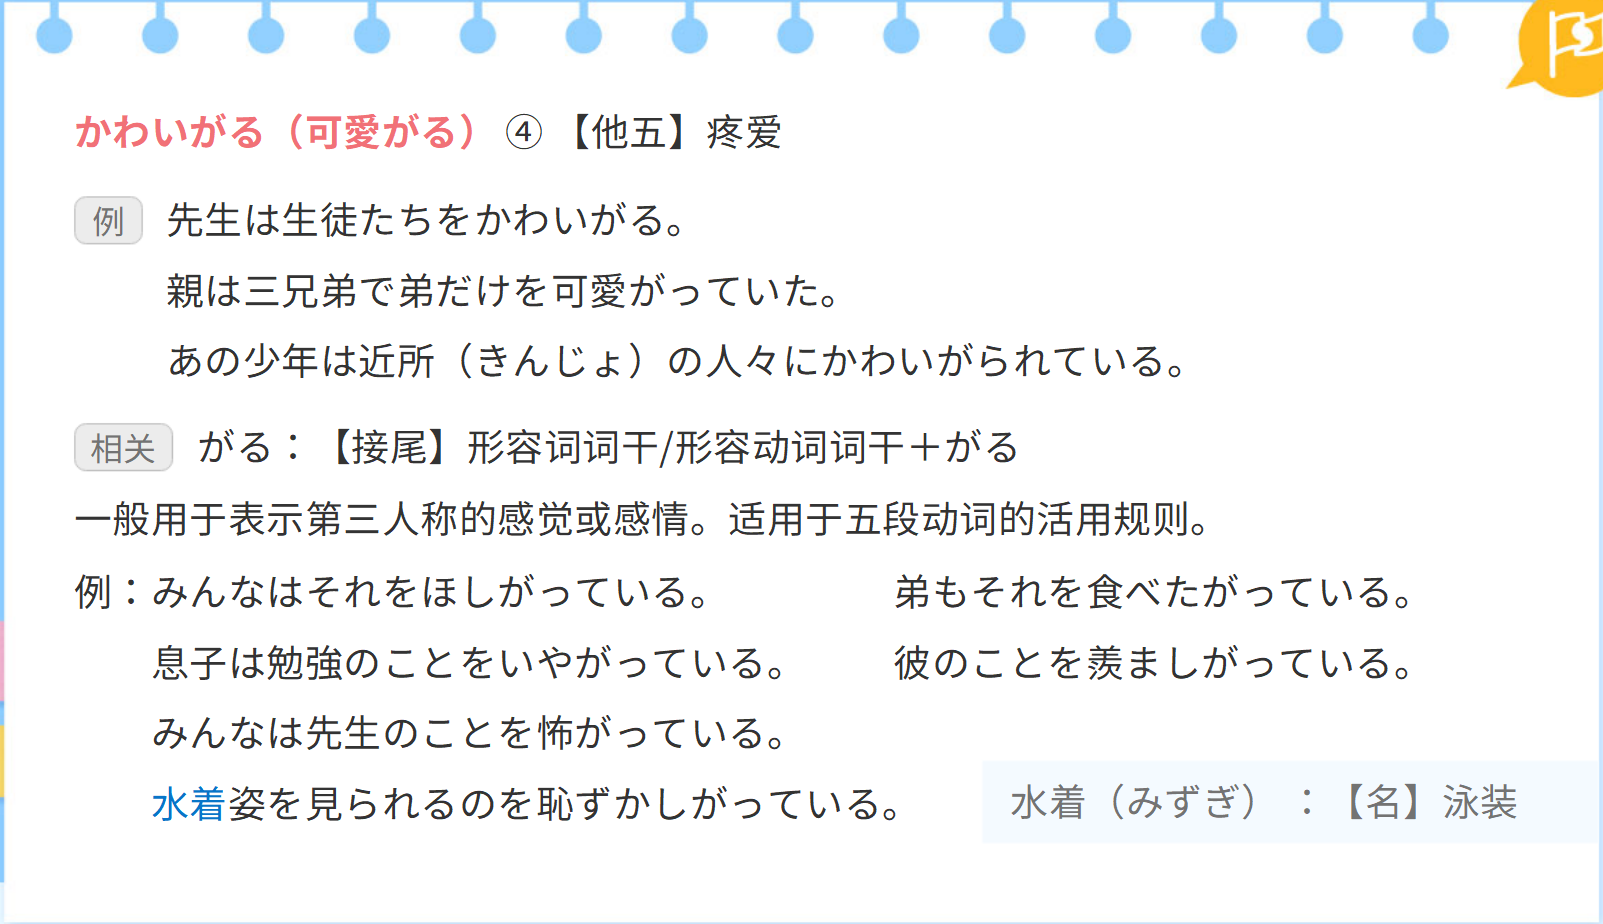 かわいがる（可愛がる） ④ 【他五】疼爱
例 先生は生徒たちをかわいがる。
親は三兄弟で弟だけを可愛がっていた。
あの少年は近所（きんじょ）の人々にかわいがられている。
相关 がる：【接尾】形容词词干/形容动词词干＋がる
一般用于表示第三人称的感觉或感情。适用于五段动词的活用规则。
例：みんなはそれをほしがっている。 弟もそれを食べたがっている。
息子は勉強のことをいやがっている。 彼のことを羨ましがっている。
みんなは先生のことを怖がっている。
水着姿を見られるのを恥ずかしがっている。 水着（みずぎ）：【名】泳装